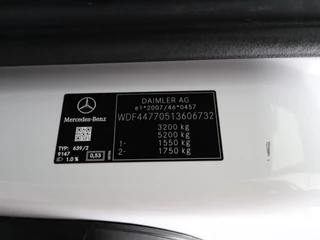 DAIMLER AG
e1*2007/46*0457
WDF44770513606732
3200 kg
5200 kg
1- 1550 kg
2- 1750 kg
Mercedes-Benz
TYP: 639/2
9147
1.0 % 0,53